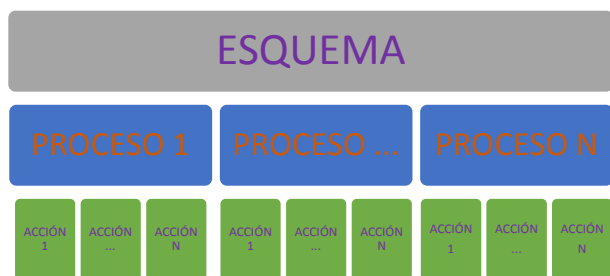 ESQUEMA
PROCESO 1
PROCESO ...
PROCESO N
ACCIÓN
1
ACCIÓN
...
ACCIÓN
N
ACCIÓN
1
ACCIÓN
...
ACCIÓN
N
ACCIÓN
1
ACCIÓN
...
ACCIÓN
N